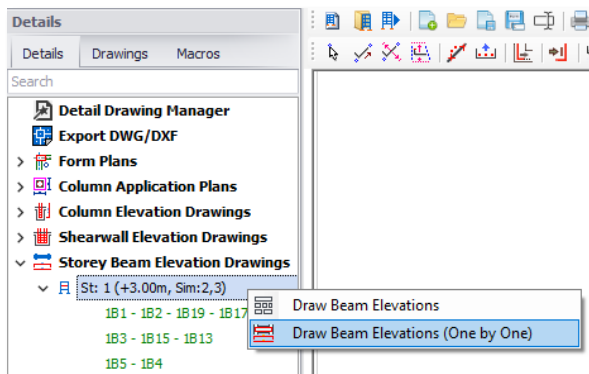 Details
Details Drawings Macros
Search
Detail Drawing Manager
Export DWG/DXF
Form Plans
Column Application Plans
Column Elevation Drawings
Shearwall Elevation Drawings
Storey Beam Elevation Drawings
St: 1 (+3.00m, Sim:2,3)
Draw Beam Elevations
1B1 - 1B2 - 1B19 - 1B17
Draw Beam Elevations (One by One)
1B3 - 1B15 - 1B13
1B5 - 1B4